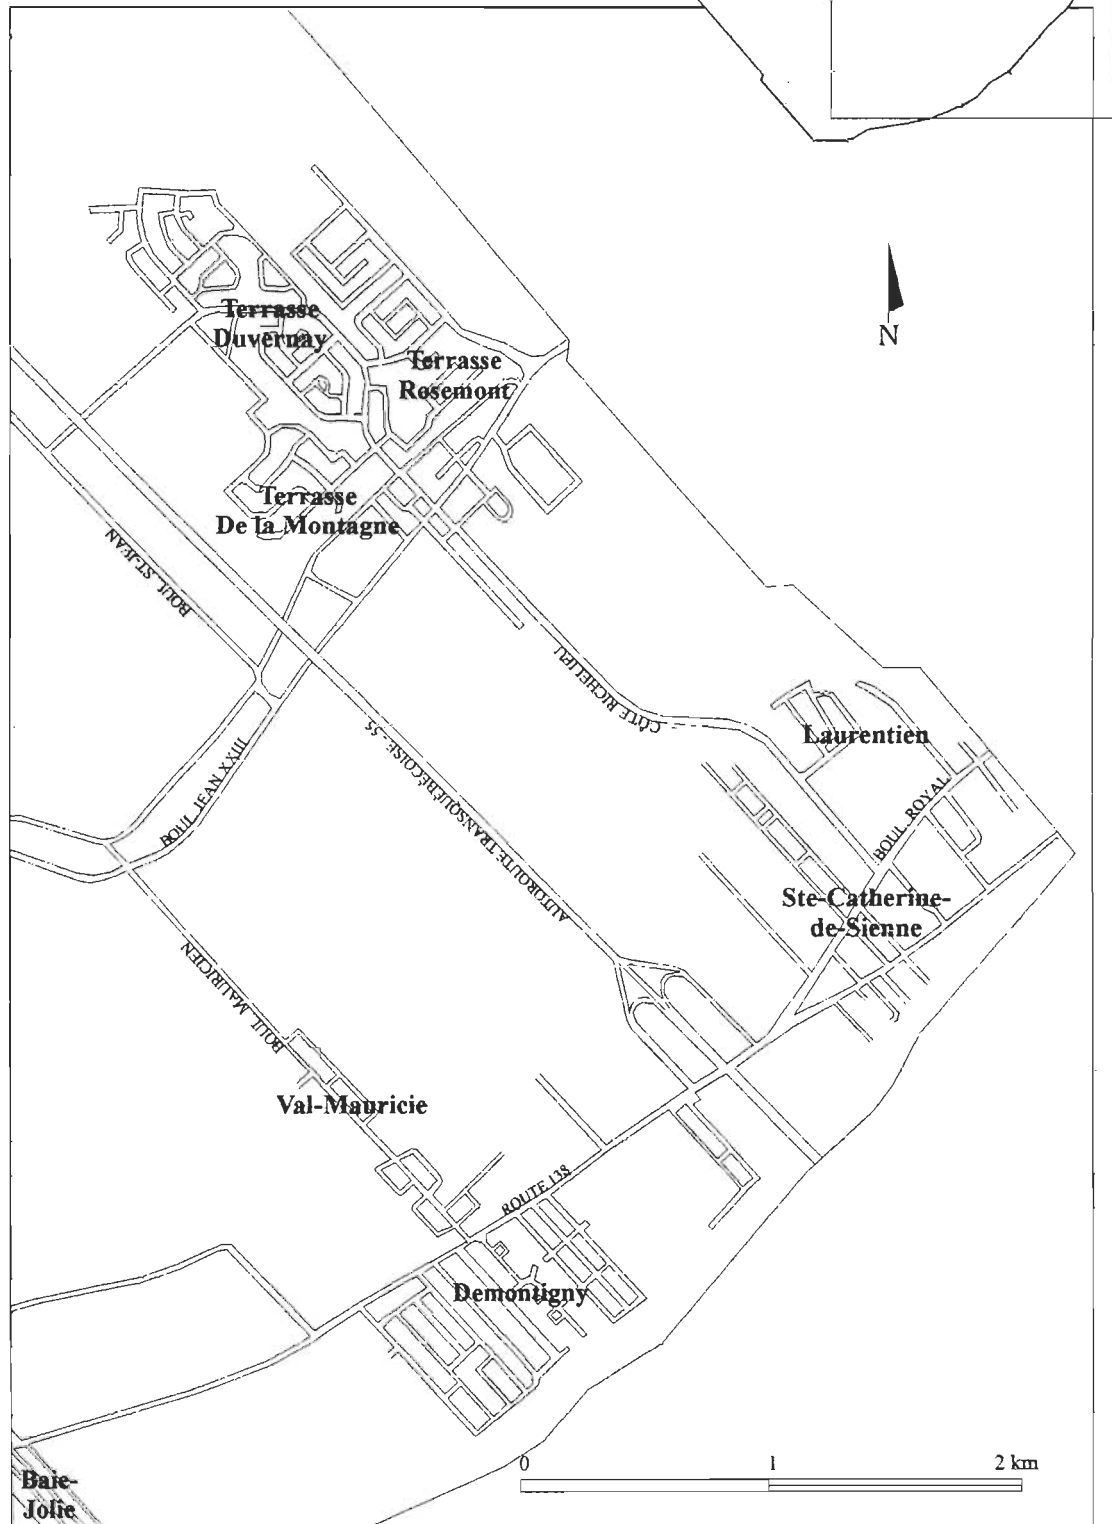 Terrasse
Duvernay
N
Terrasse
Rosemont
Terrasse
De la Montagne
BOUL. ST-JEAN
CÔTE RICHELIEU
Laurentien
BOUL. JEAN XXIII
AUTOROUTE TRANSQUÉBÉCOISE - 55
BOUL. ROYAL
Ste-Catherine-
de-Sienne
BOUL. MAURICIEN
Val-Mauricie
ROUTE 138
Demontigny
0 1 2 km
Baie-
Jolie